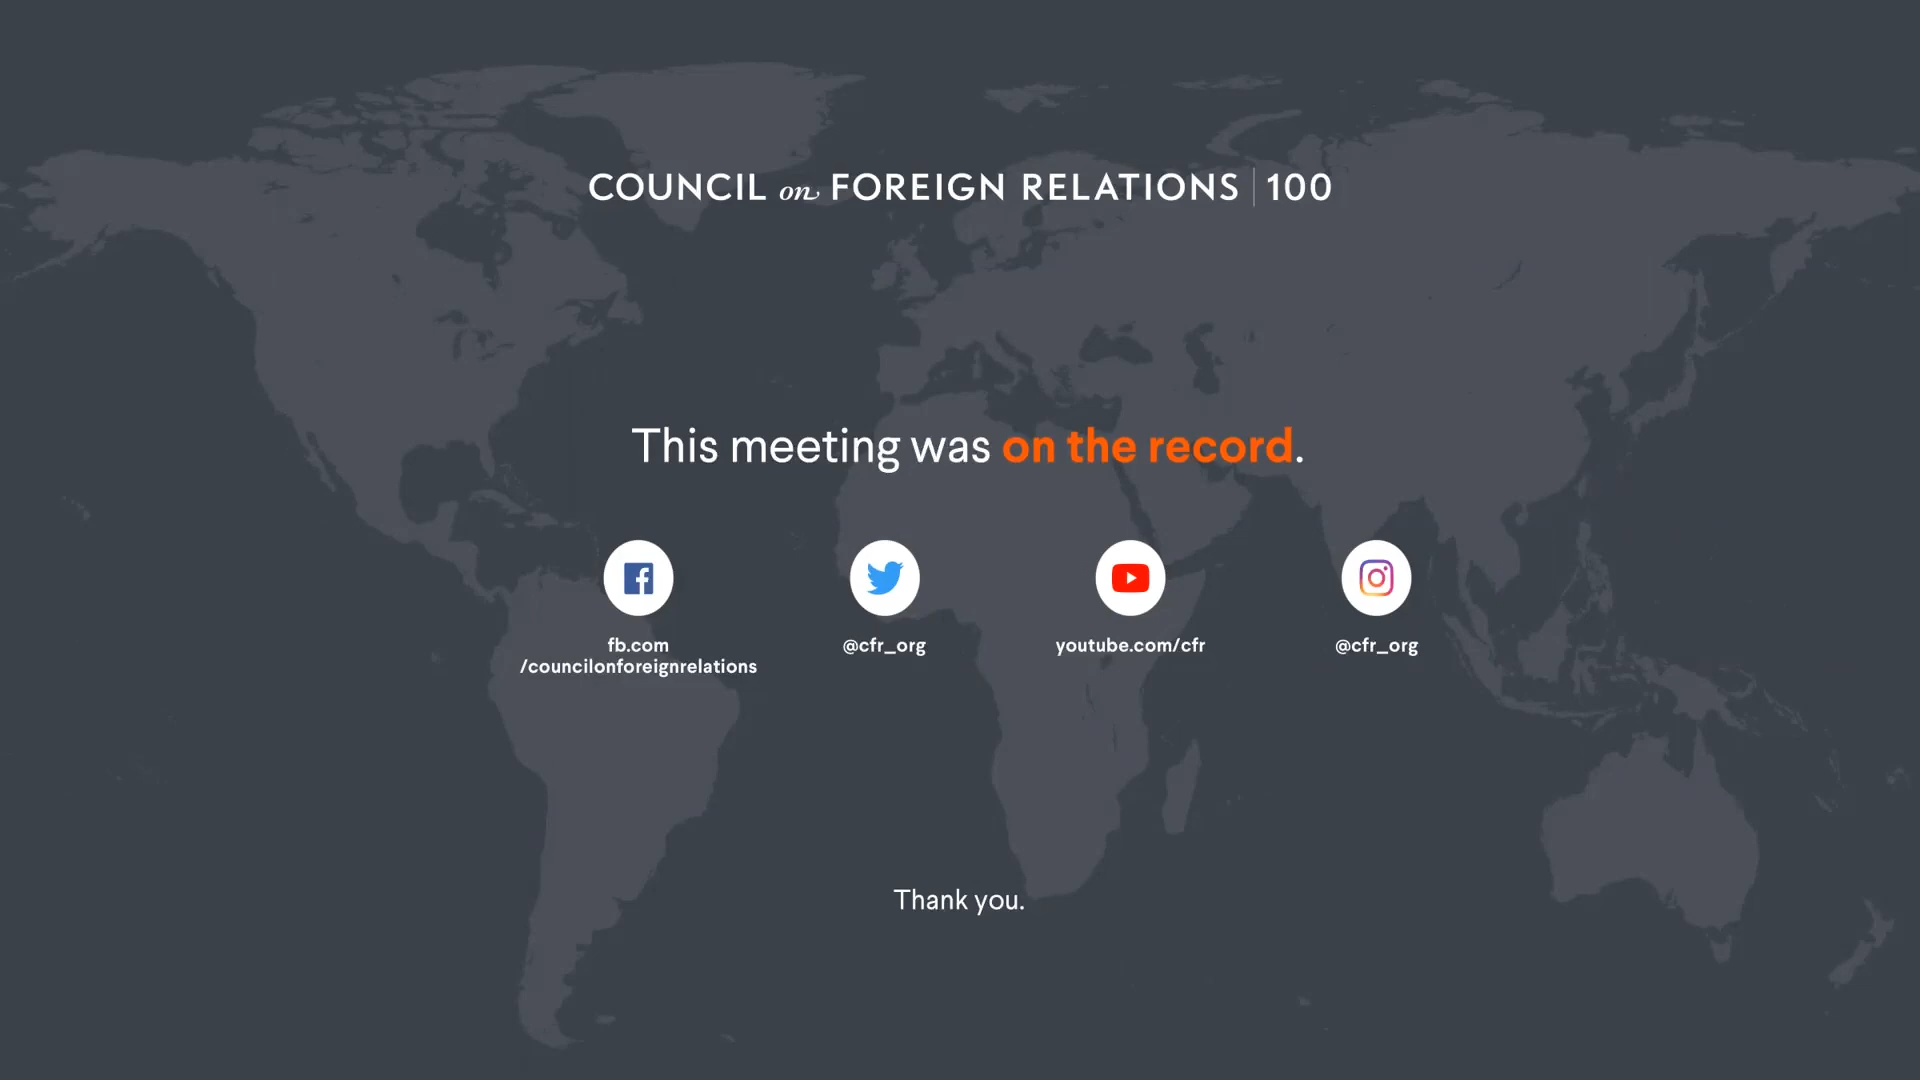 COUNCIL on FOREIGN RELATIONS | 100
This meeting was on the record.
fb.com
/councilonforeignrelations
@cfr_org
youtube.com/cfr
@cfr_org
Thank you.